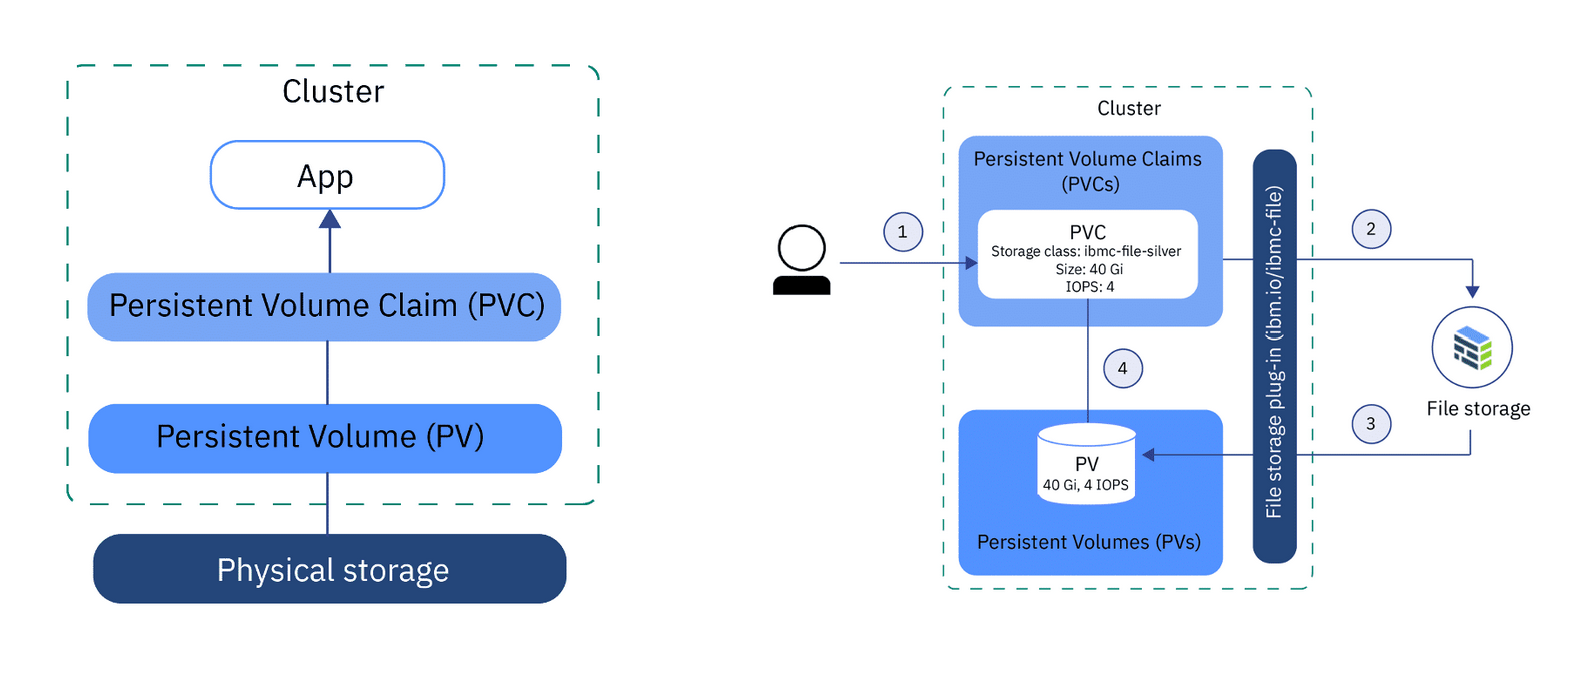 Cluster
App
Persistent Volume Claim (PVC)
Persistent Volume (PV)
Physical storage
Cluster
Persistent Volume Claims
(PVCs)
PVC
Storage class: ibmc-file-silver
Size: 40 Gi
IOPS: 4
1
2
3
4
PV
40 Gi, 4 IOPS
Persistent Volumes (PVs)
File storage plug-in (ibm.io/ibmc-file)
File storage